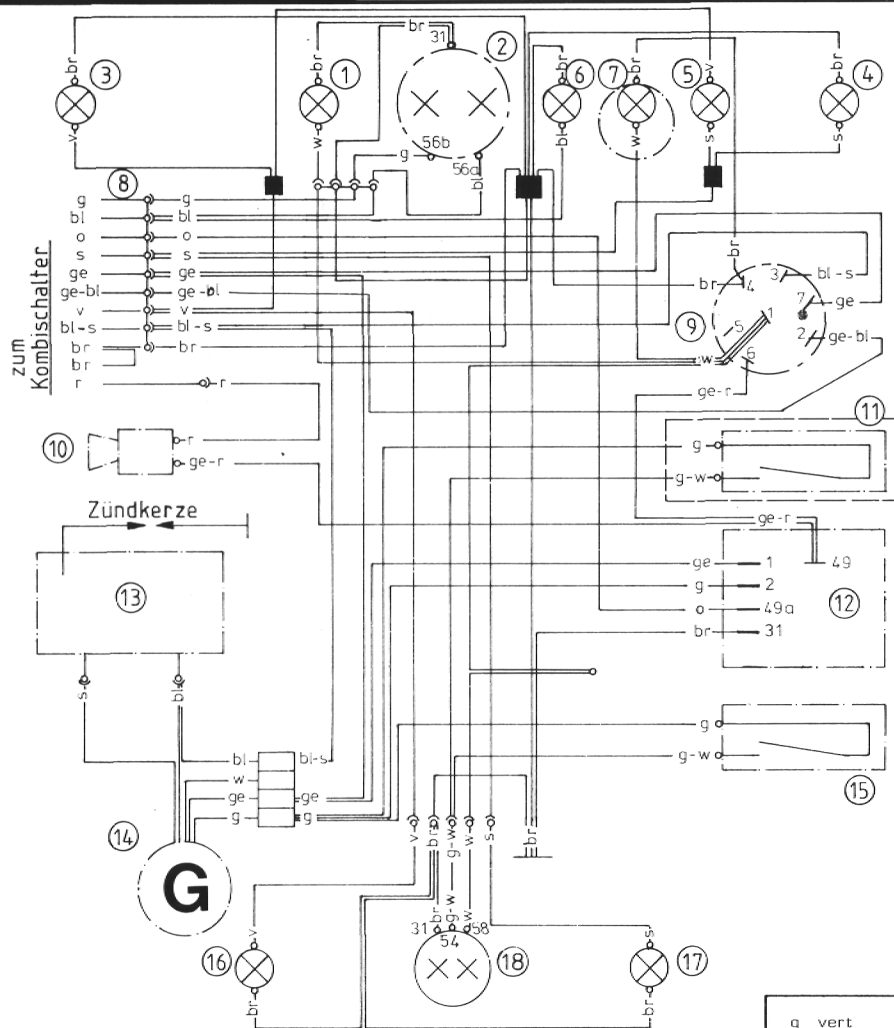 br
31
2
3
1
6
7
5
4
br
br
br
br
v
br
v
w
56b
g
56a
bl
bl
w
s
s
8
g g
bl bl
o o
s s
ge ge
ge-bl ge-bl
v v
bl-s bl-s
br br
br
r r
zum
Kombischalter
br
br
4
3
bl-s
7
ge
1
9
5
2
ge-bl
w
6
ge-r
10
r
ge-r
11
g
g-w
Zündkerze
ge-r
13
ge 1 49
g 2
o 49a 12
br 31
s
bl
bl bl-s
w
ge ge
g g
g
g-w
15
14
G
v
br
g-w
w
s
br
br
g-w
w
31
54
58
v
s
16
18
17
br
br
g vert